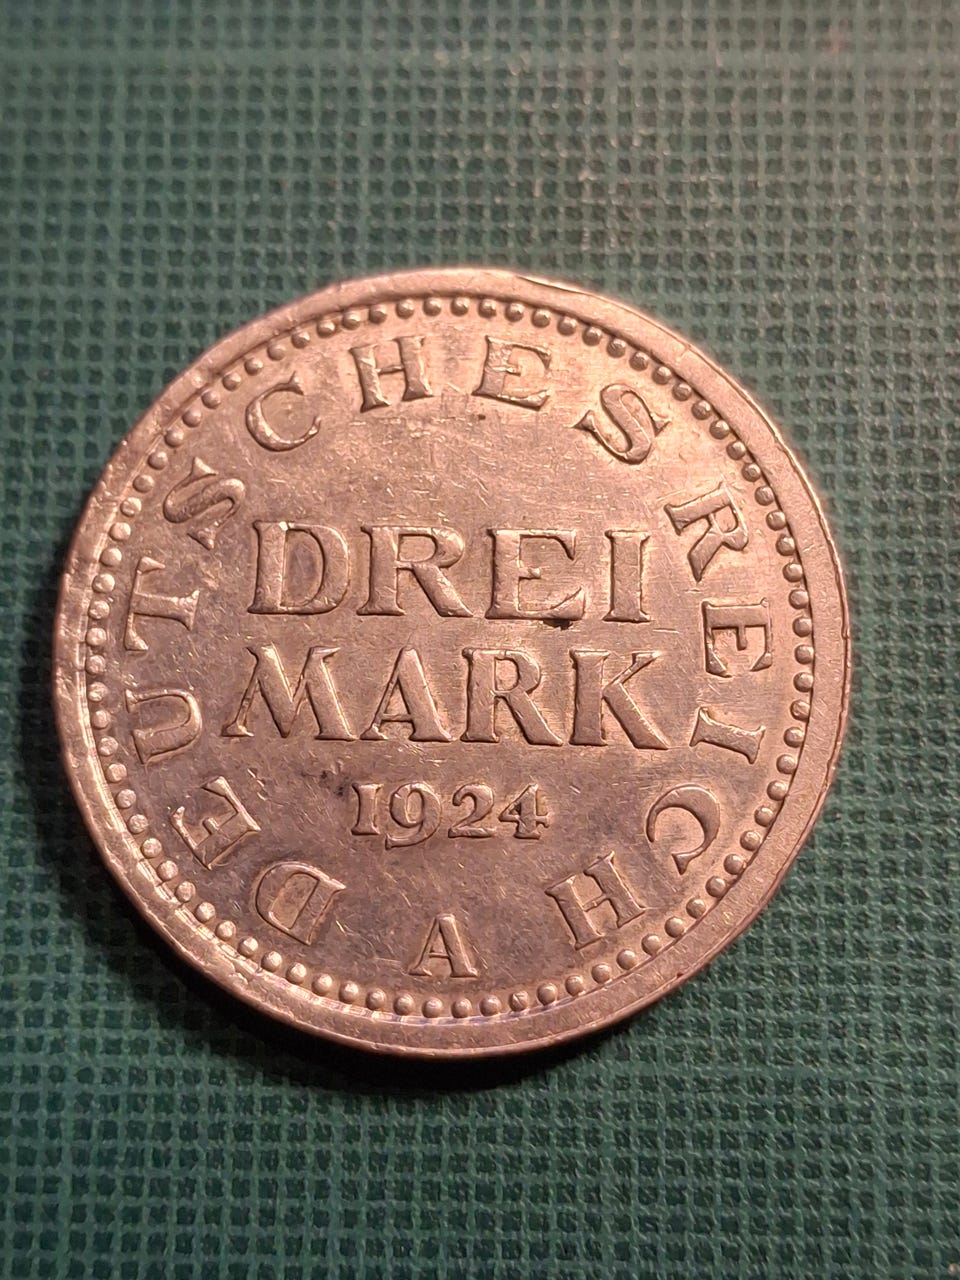 DEUTSCHES REICH
DREI
MARK
1924
A